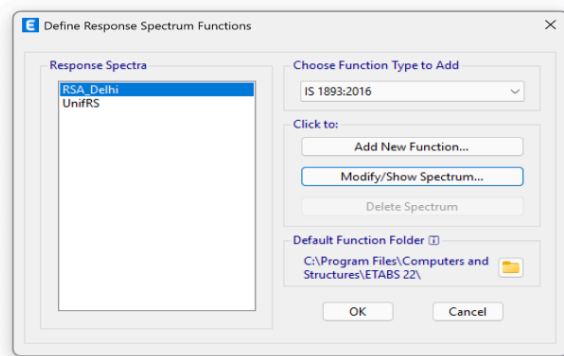 E Define Response Spectrum Functions
Response Spectra
RSA_Delhi
UnifRS
Choose Function Type to Add
IS 1893:2016
Click to:
Add New Function...
Modify/Show Spectrum...
Delete Spectrum
Default Function Folder
C:\Program Files\Computers and
Structures\ETABS 22\
OK
Cancel